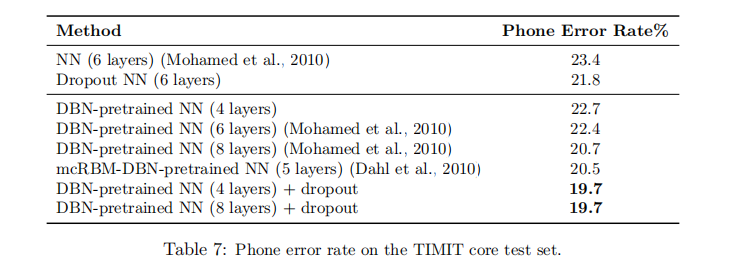 Method Phone Error Rate%
NN (6 layers) (Mohamed et al., 2010) 23.4
Dropout NN (6 layers) 21.8
DBN-pretrained NN (4 layers) 22.7
DBN-pretrained NN (6 layers) (Mohamed et al., 2010) 22.4
DBN-pretrained NN (8 layers) (Mohamed et al., 2010) 20.7
mcRBM-DBN-pretrained NN (5 layers) (Dahl et al., 2010) 20.5
DBN-pretrained NN (4 layers) + dropout 19.7
DBN-pretrained NN (8 layers) + dropout 19.7
Table 7: Phone error rate on the TIMIT core test set.